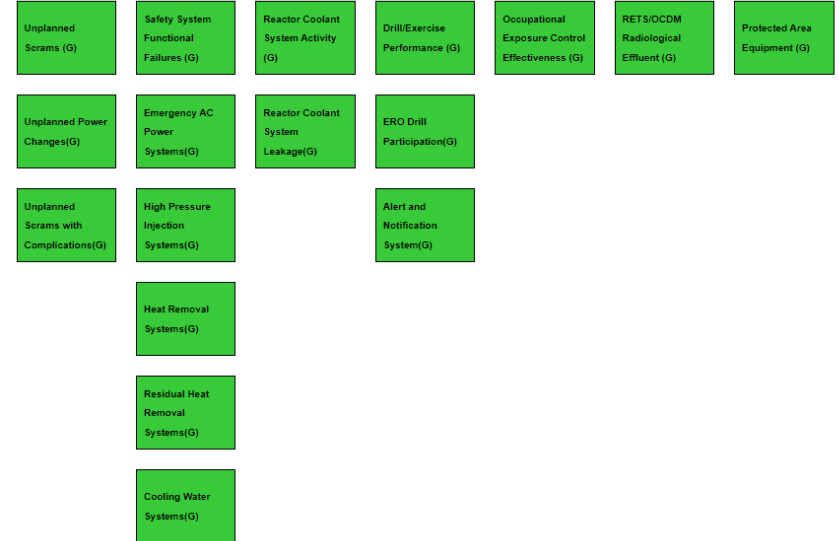 Unplanned
Scrams (G)
Safety System
Functional
Failures (G)
Reactor Coolant
System Activity
(G)
Drill/Exercise
Performance (G)
Occupational
Exposure Control
Effectiveness (G)
RETS/OCDM
Radiological
Effluent (G)
Protected Area
Equipment (G)
Unplanned Power
Changes(G)
Emergency AC
Power
Systems(G)
Reactor Coolant
System
Leakage(G)
ERO Drill
Participation(G)
Unplanned
Scrams with
Complications(G)
High Pressure
Injection
Systems(G)
Alert and
Notification
System(G)
Heat Removal
Systems(G)
Residual Heat
Removal
Systems(G)
Cooling Water
Systems(G)